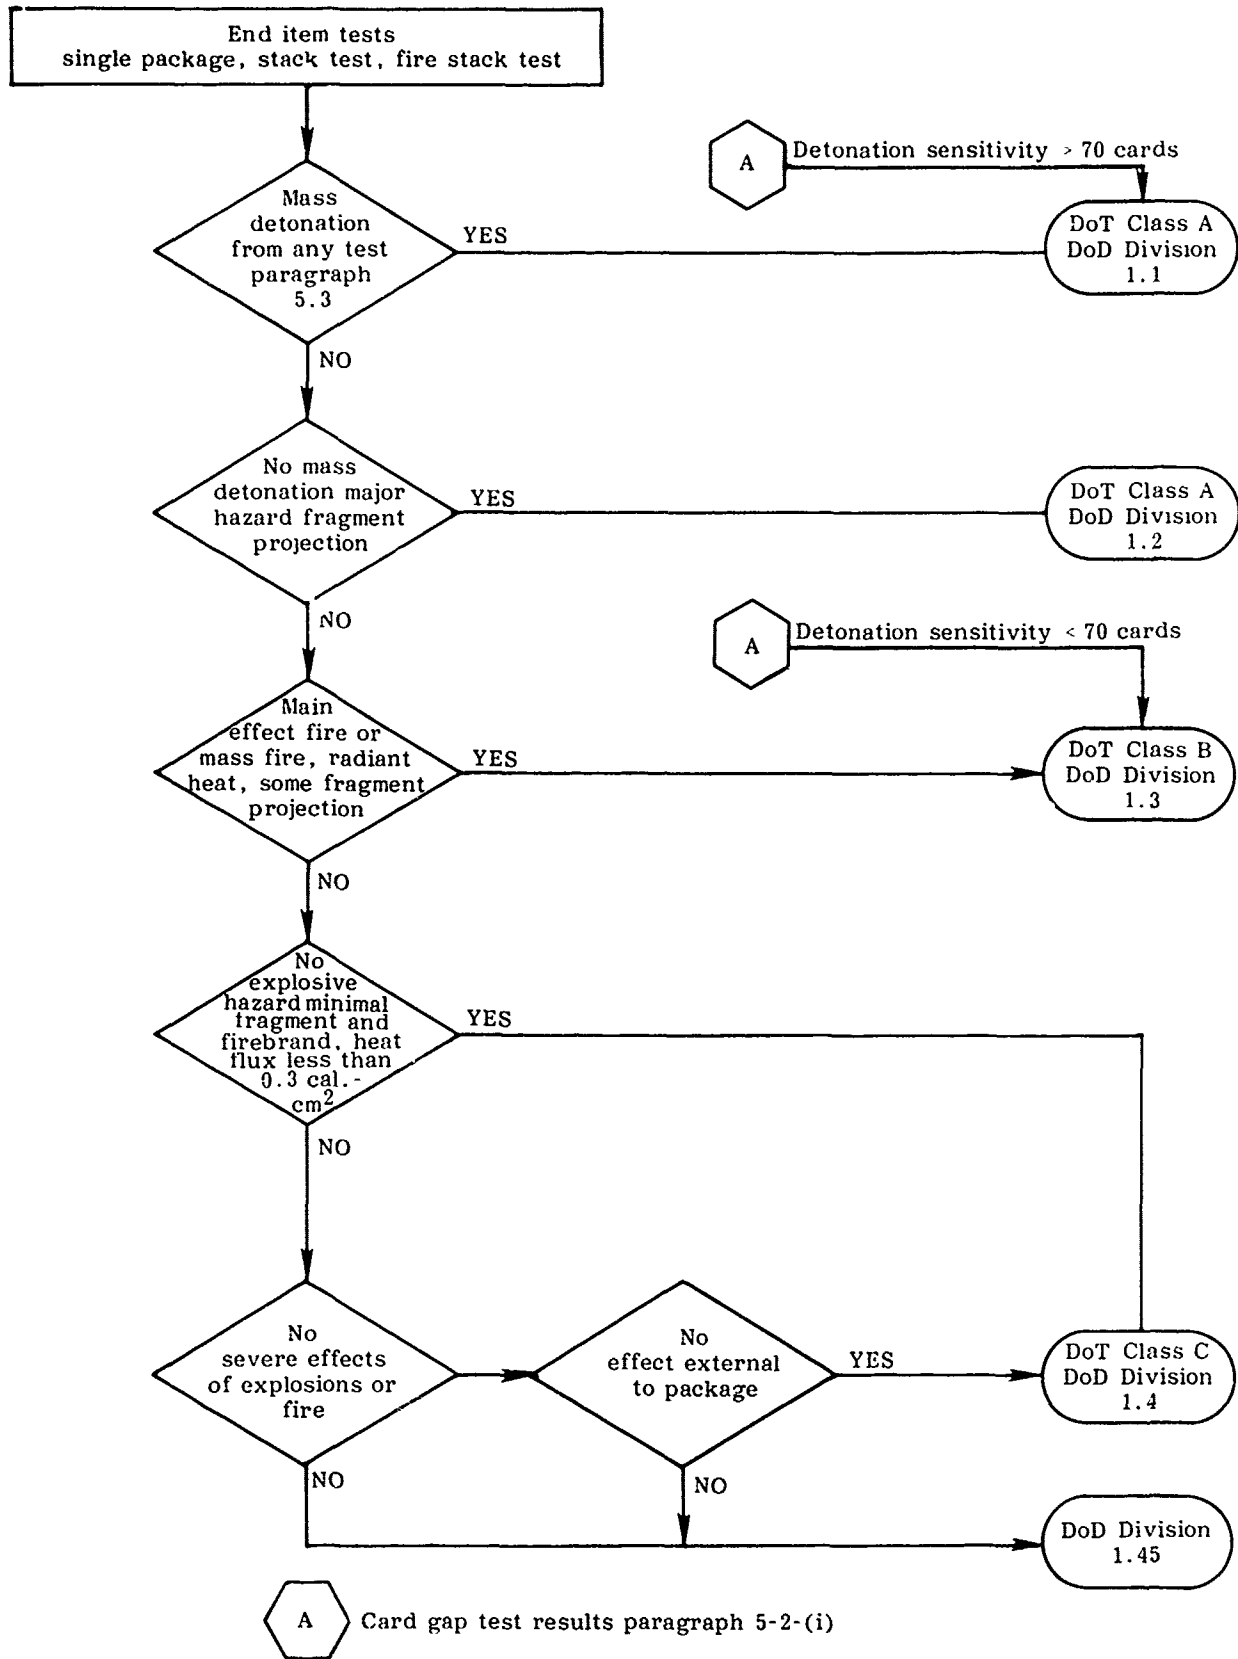 End item tests
single package, stack test, fire stack test
A
Detonation sensitivity > 70 cards
Mass
detonation
from any test
paragraph
5.3
YES
DoT Class A
DoD Division
1.1
NO
No mass
detonation major
hazard fragment
projection
YES
DoT Class A
DoD Division
1.2
NO
A
Detonation sensitivity < 70 cards
Main
effect fire or
mass fire, radiant
heat, some fragment
projection
YES
DoT Class B
DoD Division
1.3
NO
No
explosive
hazard minimal
fragment and
firebrand, heat
flux less than
0.3 cal.-
cm2
YES
NO
No
severe effects
of explosions or
fire
No
effect external
to package
YES
DoT Class C
DoD Division
1.4
NO
NO
DoD Division
1.45
A
Card gap test results paragraph 5-2-(i)